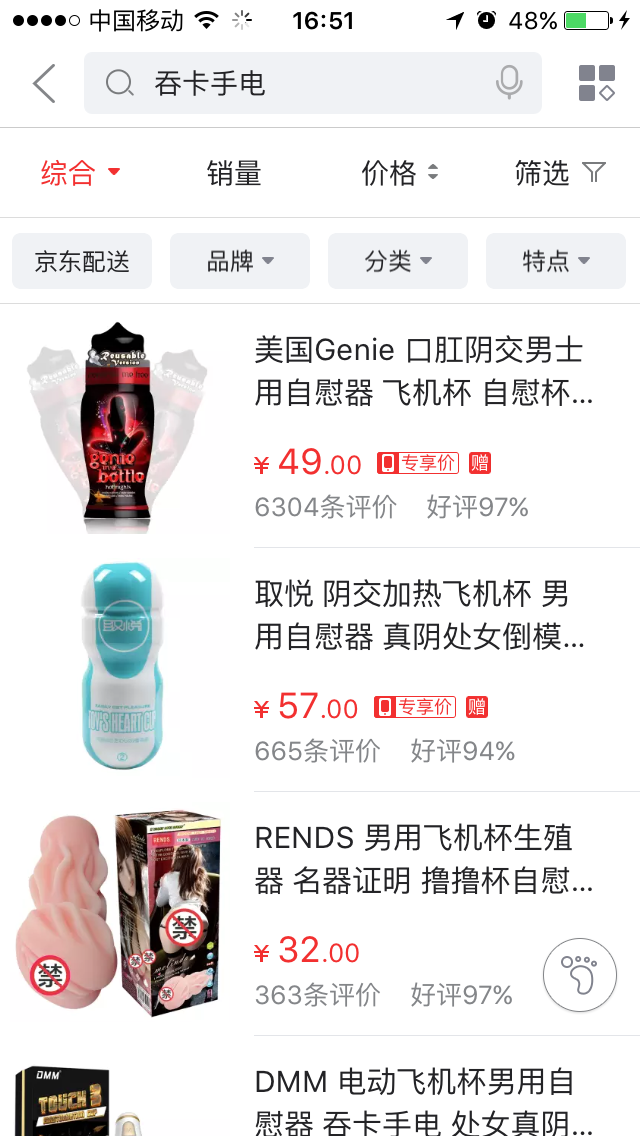 中国移动 16:51 48%
吞卡手电
综合 销量 价格 筛选
京东配送 品牌 分类 特点
Reusable
Version
genie
in a
bottle
美国Genie 口肛阴交男士
用自慰器 飞机杯 自慰杯...
¥ 49.00 专享价 赠
6304条评价 好评97%
取悦
取悦 阴交加热飞机杯 男
用自慰器 真阴处女倒模...
¥ 57.00 专享价 赠
665条评价 好评94%
RENDS
禁
禁
禁
禁
禁
RENDS 男用飞机杯生殖
器 名器证明 撸撸杯自慰...
¥ 32.00
363条评价 好评97%
DMM
TOUCH 3
DMM 电动飞机杯男用自
慰器 吞卡手电 处女真阴...